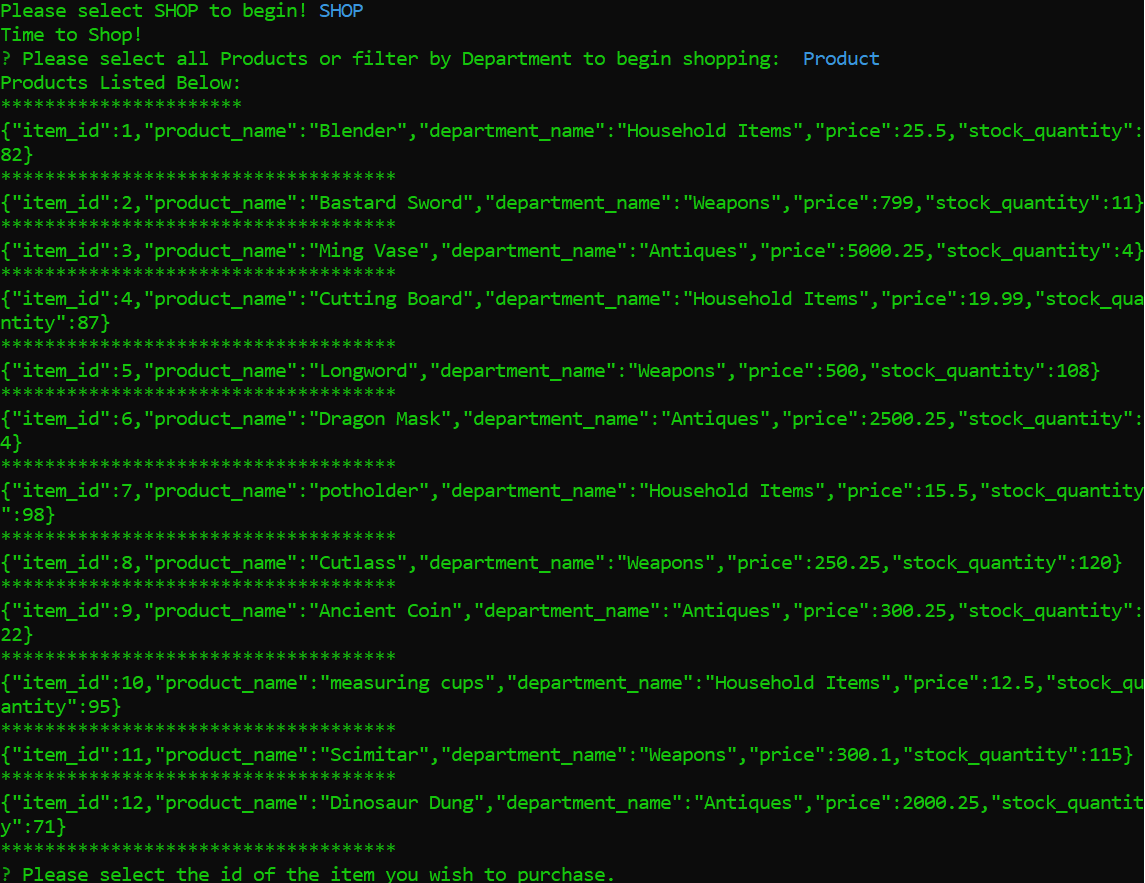 Please select SHOP to begin! SHOP
Time to Shop!
? Please select all Products or filter by Department to begin shopping:  Product
Products Listed Below:
**********************
{"item_id":1,"product_name":"Blender","department_name":"Household Items","price":25.5,"stock_quantity":
82}
************************************
{"item_id":2,"product_name":"Bastard Sword","department_name":"Weapons","price":799,"stock_quantity":11}
************************************
{"item_id":3,"product_name":"Ming Vase","department_name":"Antiques","price":5000.25,"stock_quantity":4}
************************************
{"item_id":4,"product_name":"Cutting Board","department_name":"Household Items","price":19.99,"stock_qua
ntity":87}
************************************
{"item_id":5,"product_name":"Longword","department_name":"Weapons","price":500,"stock_quantity":108}
************************************
{"item_id":6,"product_name":"Dragon Mask","department_name":"Antiques","price":2500.25,"stock_quantity":
4}
************************************
{"item_id":7,"product_name":"potholder","department_name":"Household Items","price":15.5,"stock_quantity
":98}
************************************
{"item_id":8,"product_name":"Cutlass","department_name":"Weapons","price":250.25,"stock_quantity":120}
************************************
{"item_id":9,"product_name":"Ancient Coin","department_name":"Antiques","price":300.25,"stock_quantity":
22}
************************************
{"item_id":10,"product_name":"measuring cups","department_name":"Household Items","price":12.5,"stock_qu
antity":95}
************************************
{"item_id":11,"product_name":"Scimitar","department_name":"Weapons","price":300.1,"stock_quantity":115}
************************************
{"item_id":12,"product_name":"Dinosaur Dung","department_name":"Antiques","price":2000.25,"stock_quantit
y":71}
************************************
? Please select the id of the item you wish to purchase.